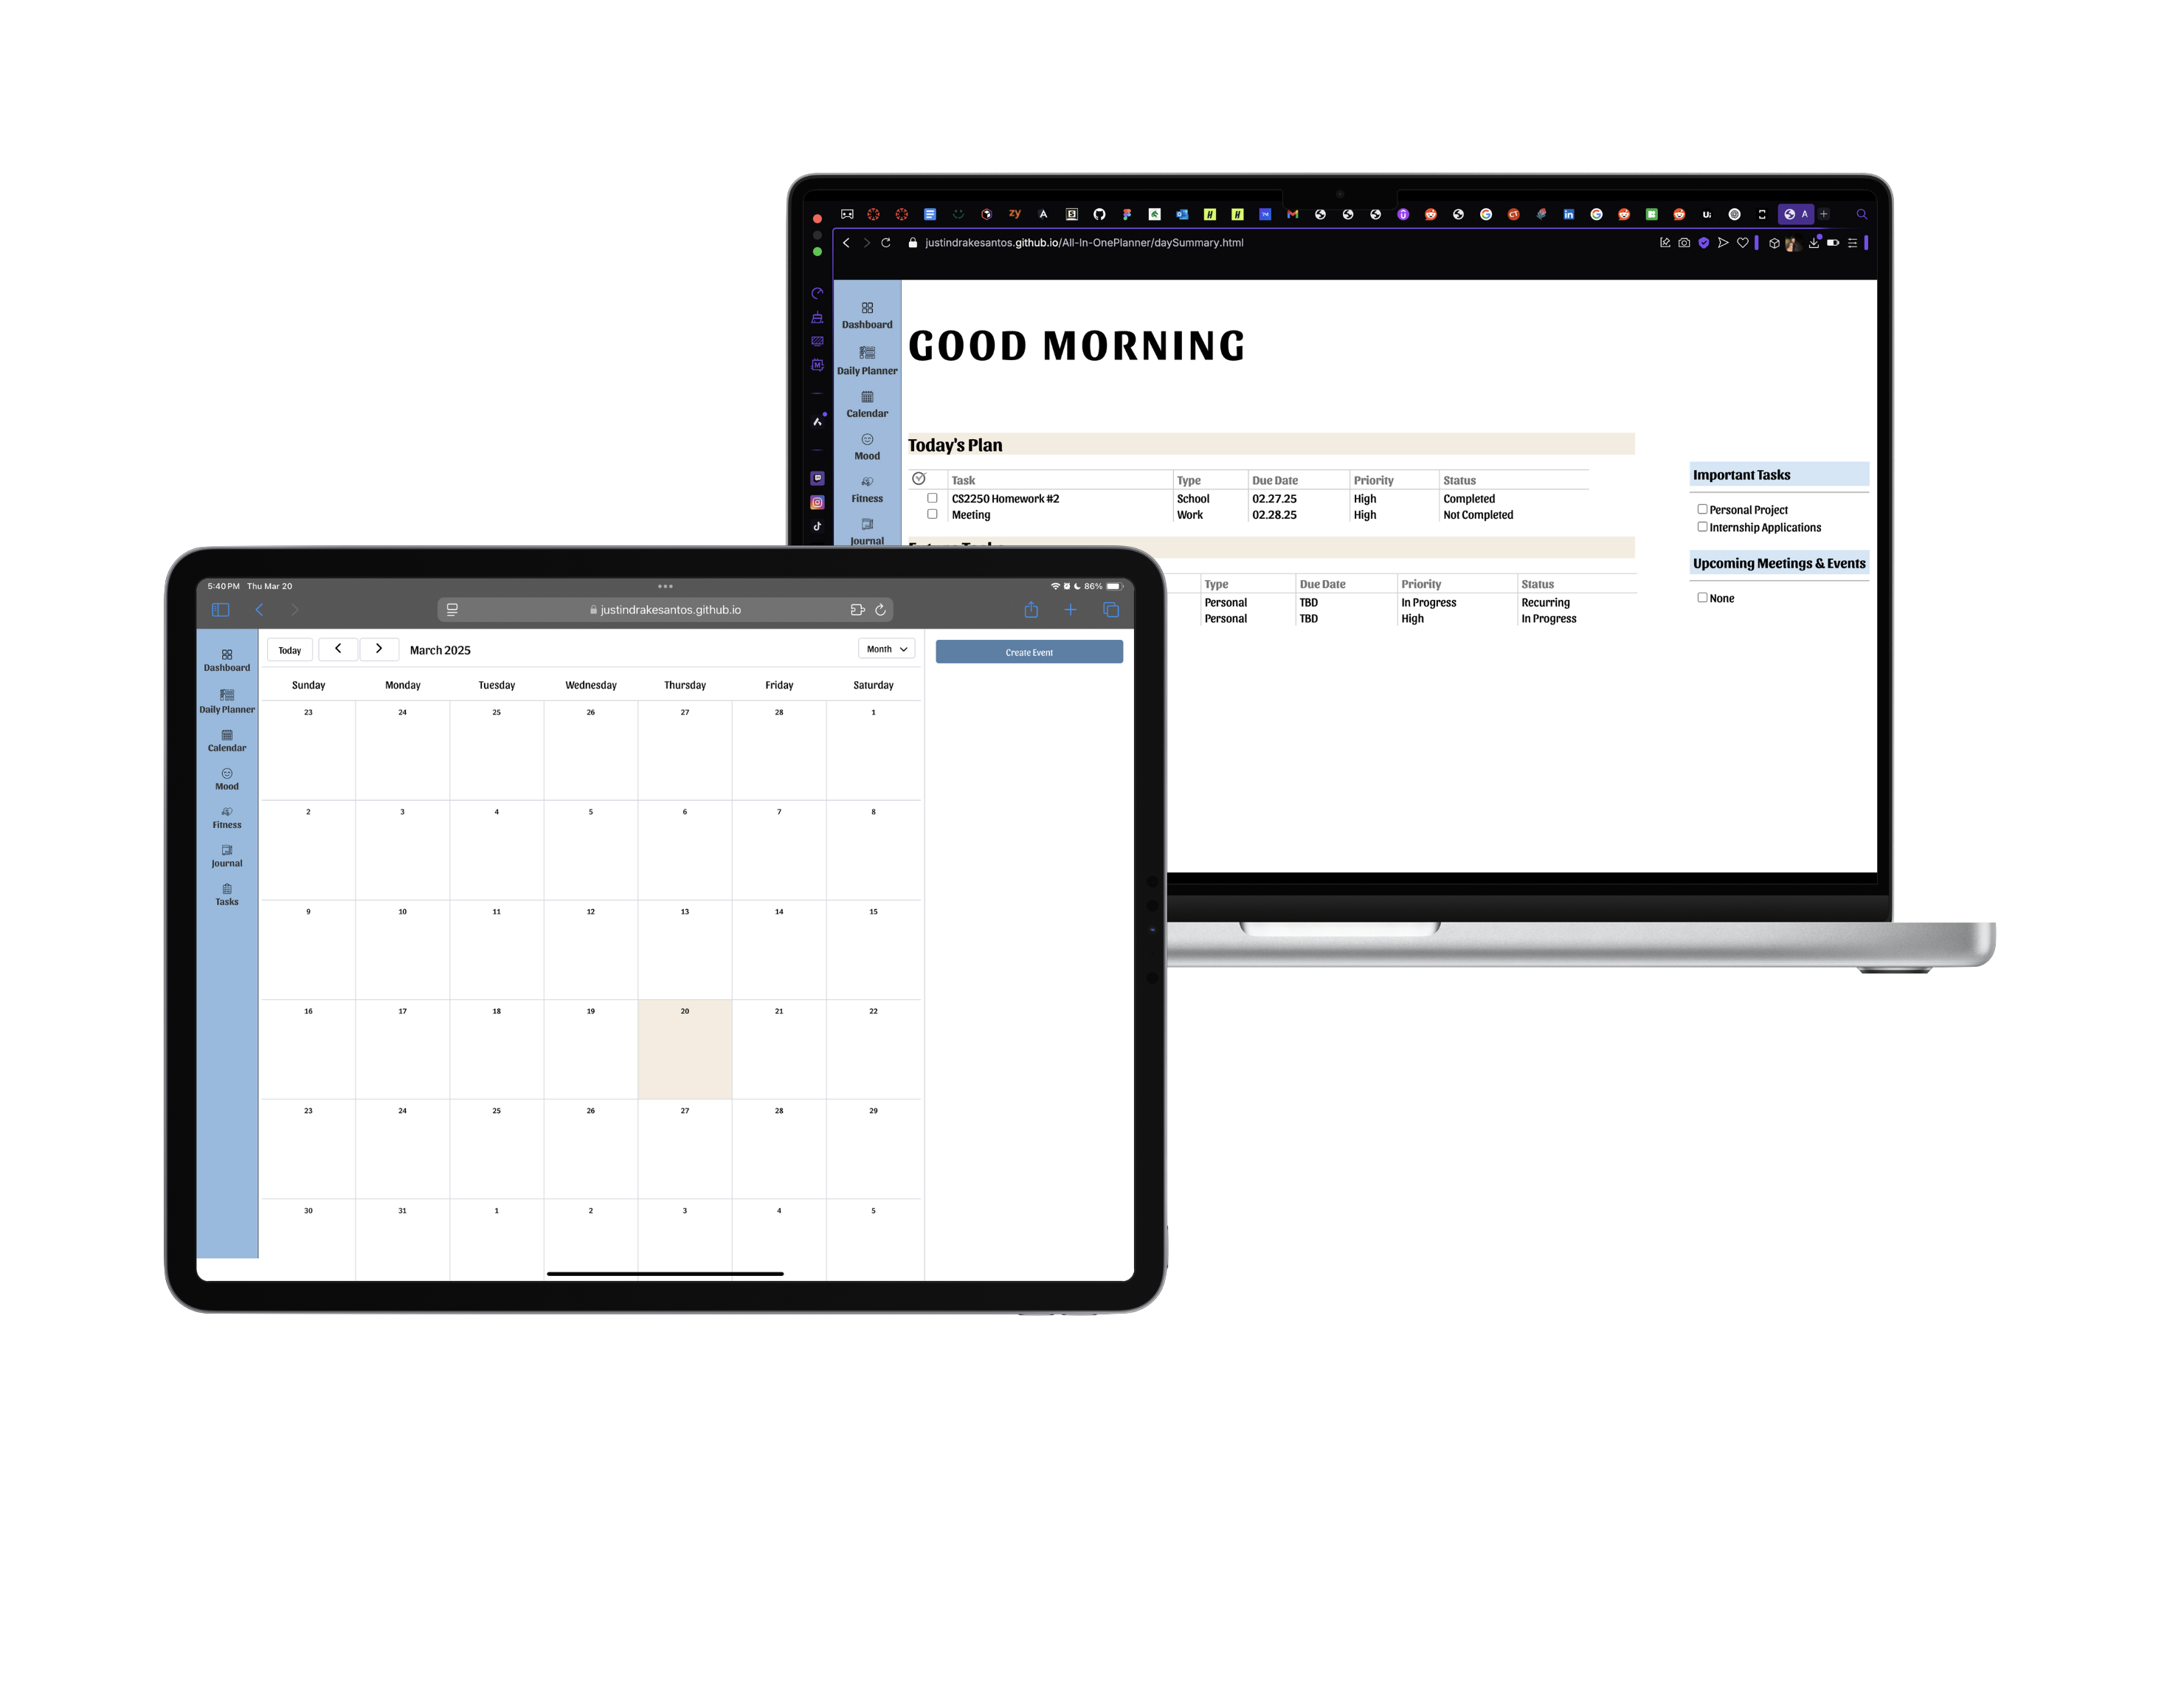 justindrakesantos.github.io/All-In-OnePlanner/daySummary.html
Dashboard
Daily Planner
Calendar
Mood
Fitness
Journal
GOOD MORNING
Today's Plan
Task Type Due Date Priority Status
CS2250 Homework #2 School 02.27.25 High Completed
Meeting Work 02.28.25 High Not Completed
Type Due Date Priority Status
Personal TBD In Progress Recurring
Personal TBD High In Progress
Important Tasks
Personal Project
Internship Applications
Upcoming Meetings & Events
None
5:40 PM Thu Mar 20 86%
justindrakesantos.github.io
Dashboard
Daily Planner
Calendar
Mood
Fitness
Journal
Tasks
Today March 2025 Month
Create Event
Sunday Monday Tuesday Wednesday Thursday Friday Saturday
23 24 25 26 27 28 1
2 3 4 5 6 7 8
9 10 11 12 13 14 15
16 17 18 19 20 21 22
23 24 25 26 27 28 29
30 31 1 2 3 4 5